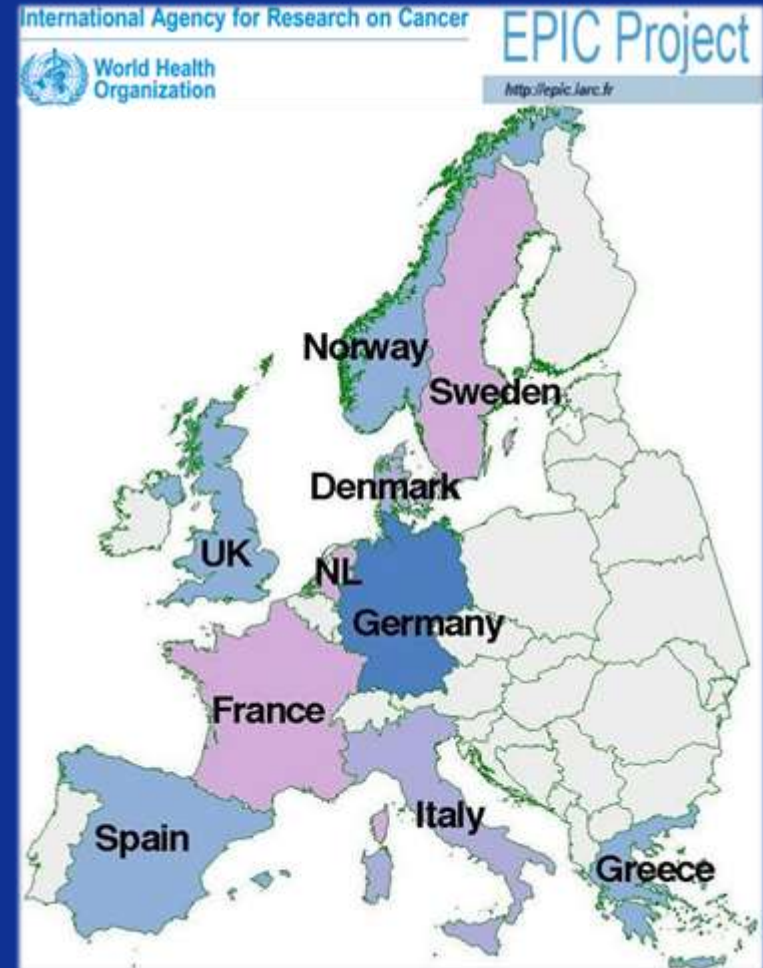 International Agency for Research on Cancer
EPIC Project
World Health
Organization
http://epic.iarc.fr
Norway
Sweden
Denmark
UK
NL
Germany
France
Italy
Spain
Greece